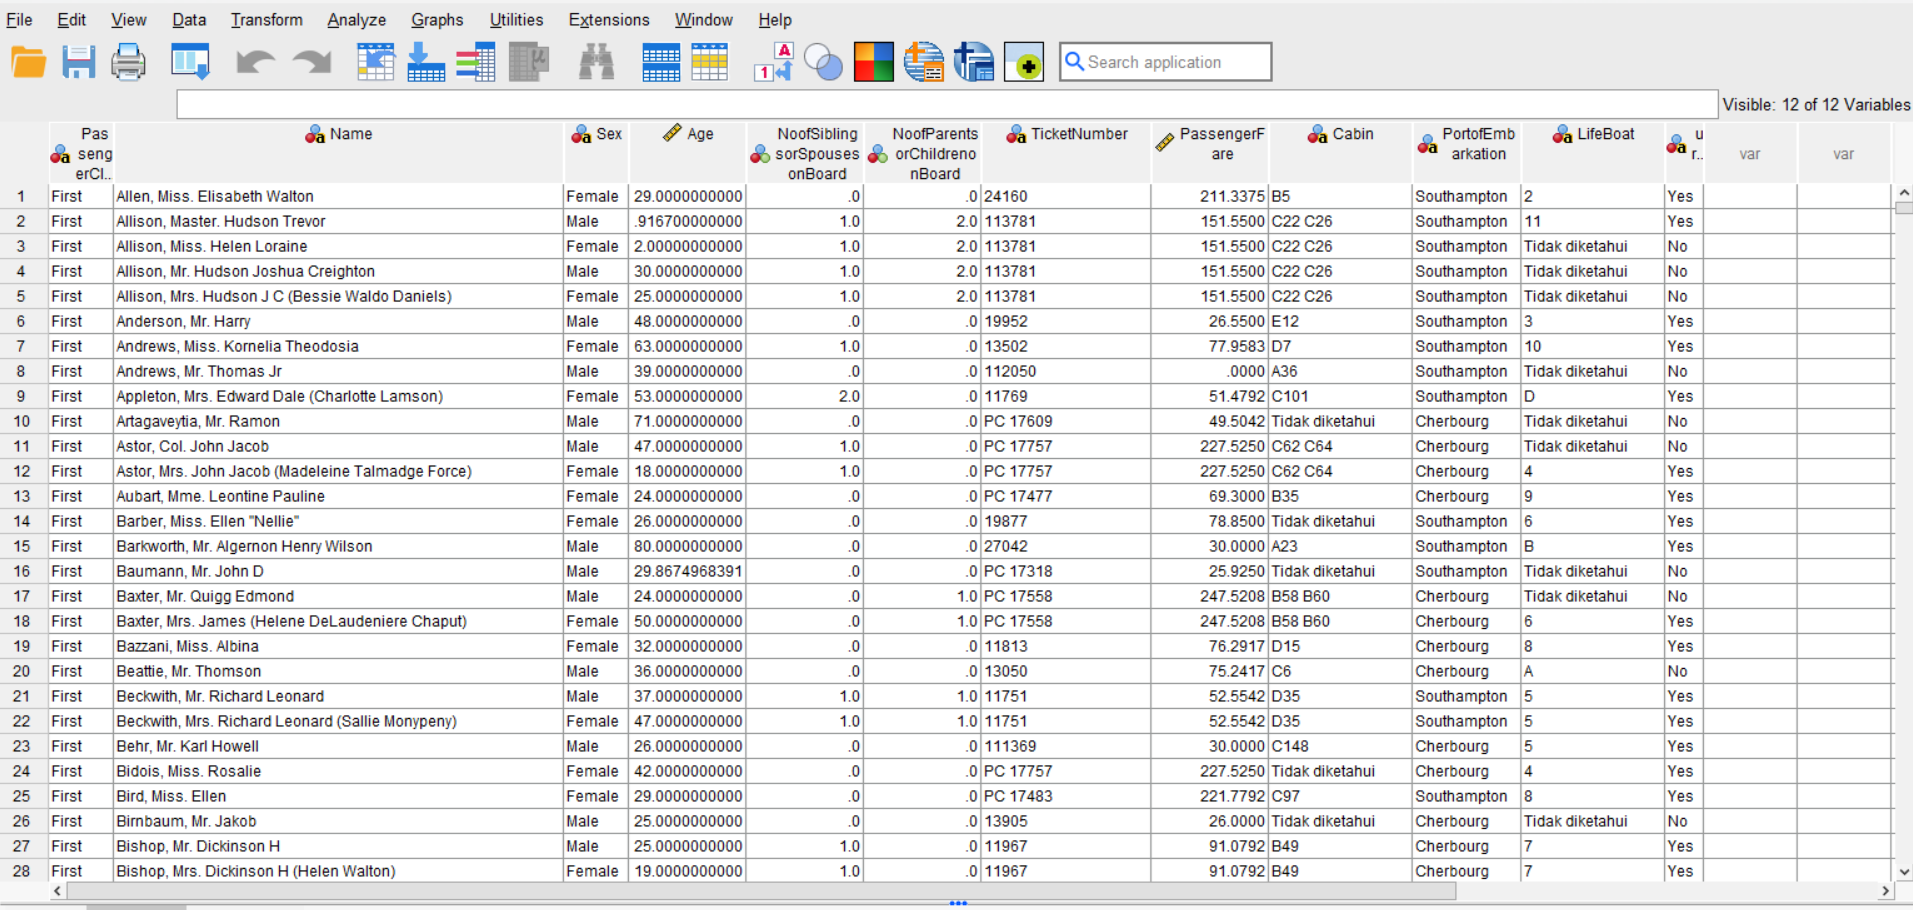 File Edit View Data Transform Analyze Graphs Utilities Extensions Window Help
Search application
Visible: 12 of 12 Variables
Pas
seng
erCl..
Name
Sex
Age
NoofSibling
sorSpouses
onBoard
NoofParents
orChildreno
nBoard
TicketNumber
PassengerF
are
Cabin
PortofEmb
arkation
LifeBoat
u
r..
var
var
1 First Allen, Miss. Elisabeth Walton Female 29.0000000000 .0 .0 24160 211.3375 B5 Southampton 2 Yes
2 First Allison, Master. Hudson Trevor Male .916700000000 1.0 2.0 113781 151.5500 C22 C26 Southampton 11 Yes
3 First Allison, Miss. Helen Loraine Female 2.00000000000 1.0 2.0 113781 151.5500 C22 C26 Southampton Tidak diketahui No
4 First Allison, Mr. Hudson Joshua Creighton Male 30.0000000000 1.0 2.0 113781 151.5500 C22 C26 Southampton Tidak diketahui No
5 First Allison, Mrs. Hudson J C (Bessie Waldo Daniels) Female 25.0000000000 1.0 2.0 113781 151.5500 C22 C26 Southampton Tidak diketahui No
6 First Anderson, Mr. Harry Male 48.0000000000 .0 .0 19952 26.5500 E12 Southampton 3 Yes
7 First Andrews, Miss. Kornelia Theodosia Female 63.0000000000 1.0 .0 13502 77.9583 D7 Southampton 10 Yes
8 First Andrews, Mr. Thomas Jr Male 39.0000000000 .0 .0 112050 .0000 A36 Southampton Tidak diketahui No
9 First Appleton, Mrs. Edward Dale (Charlotte Lamson) Female 53.0000000000 2.0 .0 11769 51.4792 C101 Southampton D Yes
10 First Artagaveytia, Mr. Ramon Male 71.0000000000 .0 .0 PC 17609 49.5042 Tidak diketahui Cherbourg Tidak diketahui No
11 First Astor, Col. John Jacob Male 47.0000000000 1.0 .0 PC 17757 227.5250 C62 C64 Cherbourg Tidak diketahui No
12 First Astor, Mrs. John Jacob (Madeleine Talmadge Force) Female 18.0000000000 1.0 .0 PC 17757 227.5250 C62 C64 Cherbourg 4 Yes
13 First Aubart, Mme. Leontine Pauline Female 24.0000000000 .0 .0 PC 17477 69.3000 B35 Cherbourg 9 Yes
14 First Barber, Miss. Ellen "Nellie" Female 26.0000000000 .0 .0 19877 78.8500 Tidak diketahui Southampton 6 Yes
15 First Barkworth, Mr. Algernon Henry Wilson Male 80.0000000000 .0 .0 27042 30.0000 A23 Southampton B Yes
16 First Baumann, Mr. John D Male 29.8674968391 .0 .0 PC 17318 25.9250 Tidak diketahui Southampton Tidak diketahui No
17 First Baxter, Mr. Quigg Edmond Male 24.0000000000 .0 1.0 PC 17558 247.5208 B58 B60 Cherbourg Tidak diketahui No
18 First Baxter, Mrs. James (Helene DeLaudeniere Chaput) Female 50.0000000000 .0 1.0 PC 17558 247.5208 B58 B60 Cherbourg 6 Yes
19 First Bazzani, Miss. Albina Female 32.0000000000 .0 .0 11813 76.2917 D15 Cherbourg 8 Yes
20 First Beattie, Mr. Thomson Male 36.0000000000 .0 .0 13050 75.2417 C6 Cherbourg A No
21 First Beckwith, Mr. Richard Leonard Male 37.0000000000 1.0 1.0 11751 52.5542 D35 Southampton 5 Yes
22 First Beckwith, Mrs. Richard Leonard (Sallie Monypeny) Female 47.0000000000 1.0 1.0 11751 52.5542 D35 Southampton 5 Yes
23 First Behr, Mr. Karl Howell Male 26.0000000000 .0 .0 111369 30.0000 C148 Cherbourg 5 Yes
24 First Bidois, Miss. Rosalie Female 42.0000000000 .0 .0 PC 17757 227.5250 Tidak diketahui Cherbourg 4 Yes
25 First Bird, Miss. Ellen Female 29.0000000000 .0 .0 PC 17483 221.7792 C97 Southampton 8 Yes
26 First Birnbaum, Mr. Jakob Male 25.0000000000 .0 .0 13905 26.0000 Tidak diketahui Cherbourg Tidak diketahui No
27 First Bishop, Mr. Dickinson H Male 25.0000000000 1.0 .0 11967 91.0792 B49 Cherbourg 7 Yes
28 First Bishop, Mrs. Dickinson H (Helen Walton) Female 19.0000000000 1.0 .0 11967 91.0792 B49 Cherbourg 7 Yes